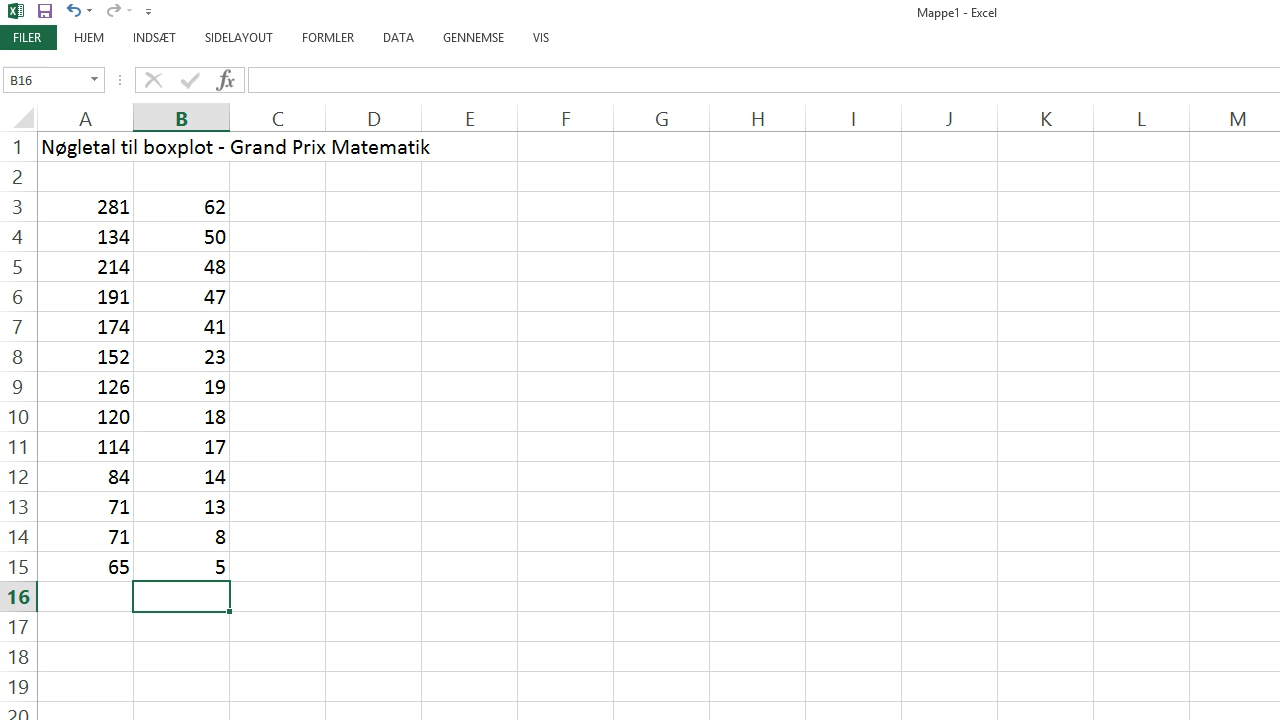 Mappe1 - Excel
FILER HJEM INDSÆT SIDELAYOUT FORMLER DATA GENNEMSE VIS
B16 fx
A B C D E F G H I J K L M
1 Nøgletal til boxplot - Grand Prix Matematik
2
3 281 62
4 134 50
5 214 48
6 191 47
7 174 41
8 152 23
9 126 19
10 120 18
11 114 17
12 84 14
13 71 13
14 71 8
15 65 5
16
17
18
19
20